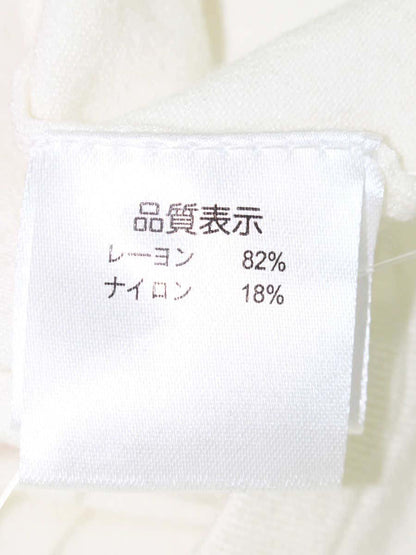 品質表示
レーヨン 82%
ナイロン 18%